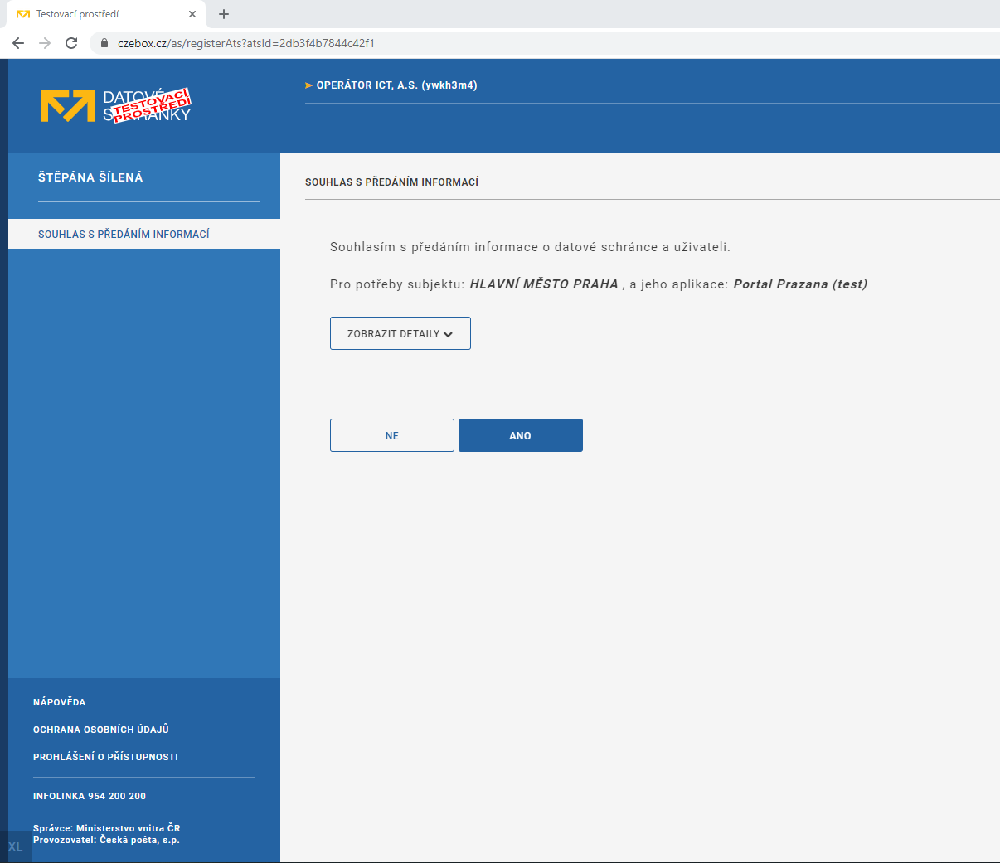 Testovací prostředí
czebox.cz/as/registerAts?atsId=2db3f4b7844c42f1
DATOVÉ
TESTOVACÍ
PROSTŘEDÍ
OPERÁTOR ICT, A.S. (ywkh3m4)
ŠTĚPÁNA ŠÍLENÁ
SOUHLAS S PŘEDÁNÍM INFORMACÍ
SOUHLAS S PŘEDÁNÍM INFORMACÍ
Souhlasím s předáním informace o datové schránce a uživateli.
Pro potřeby subjektu: HLAVNÍ MĚSTO PRAHA , a jeho aplikace: Portal Prazana (test)
ZOBRAZIT DETAILY
NE
ANO
NÁPOVĚDA
OCHRANA OSOBNÍCH ÚDAJŮ
PROHLÁŠENÍ O PŘÍSTUPNOSTI
INFOLINKA 954 200 200
Správce: Ministerstvo vnitra ČR
Provozovatel: Česká pošta, s.p.
XL